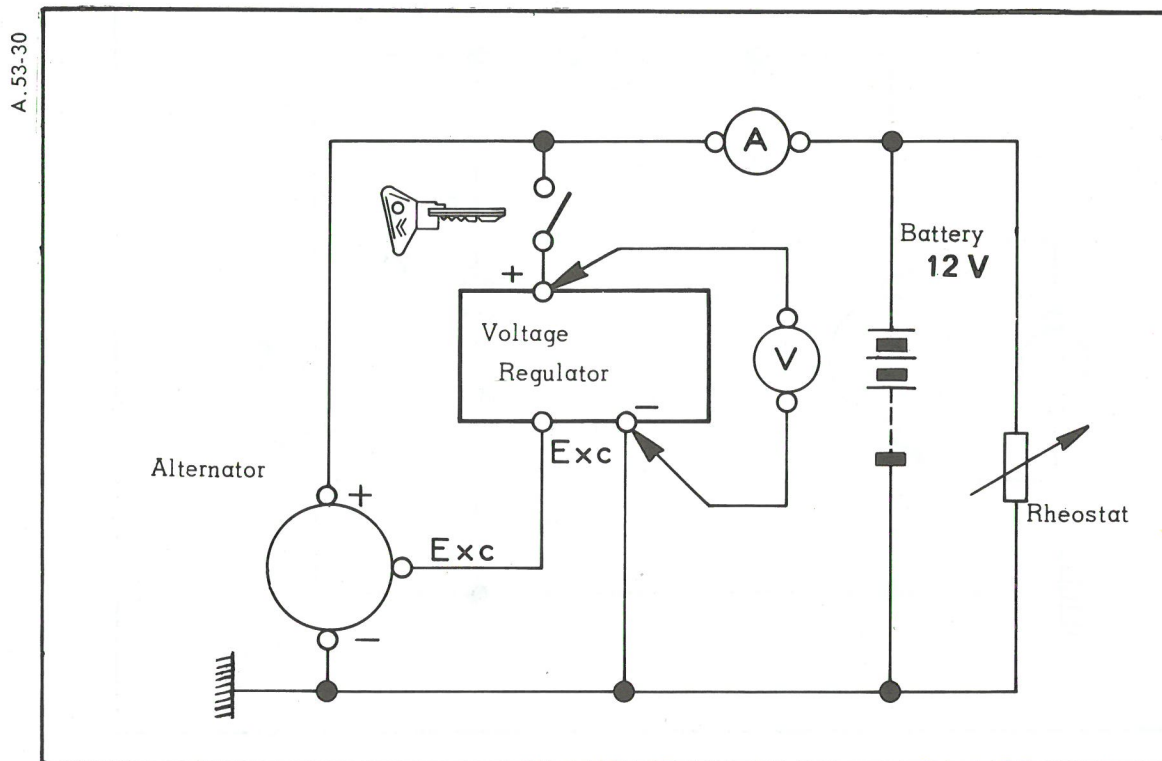 A.53-30
A
Battery
12 V
+
Voltage
Regulator
V
−
Exc
Alternator
+
Exc
Rheostat
−